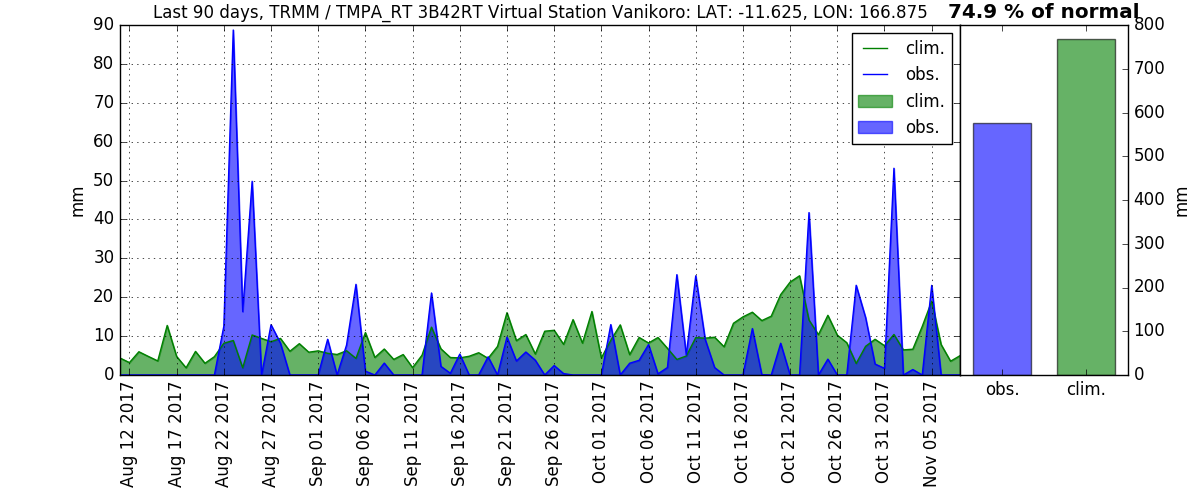 Last 90 days, TRMM / TMPA_RT 3B42RT Virtual Station Vanikoro: LAT: -11.625, LON: 166.875
74.9 % of normal
mm
90
80
70
60
50
40
30
20
10
0
clim.
obs.
clim.
obs.
Aug 12 2017
Aug 17 2017
Aug 22 2017
Aug 27 2017
Sep 01 2017
Sep 06 2017
Sep 11 2017
Sep 16 2017
Sep 21 2017
Sep 26 2017
Oct 01 2017
Oct 06 2017
Oct 11 2017
Oct 16 2017
Oct 21 2017
Oct 26 2017
Oct 31 2017
Nov 05 2017
obs.
clim.
800
700
600
500
400
300
200
100
0
mm